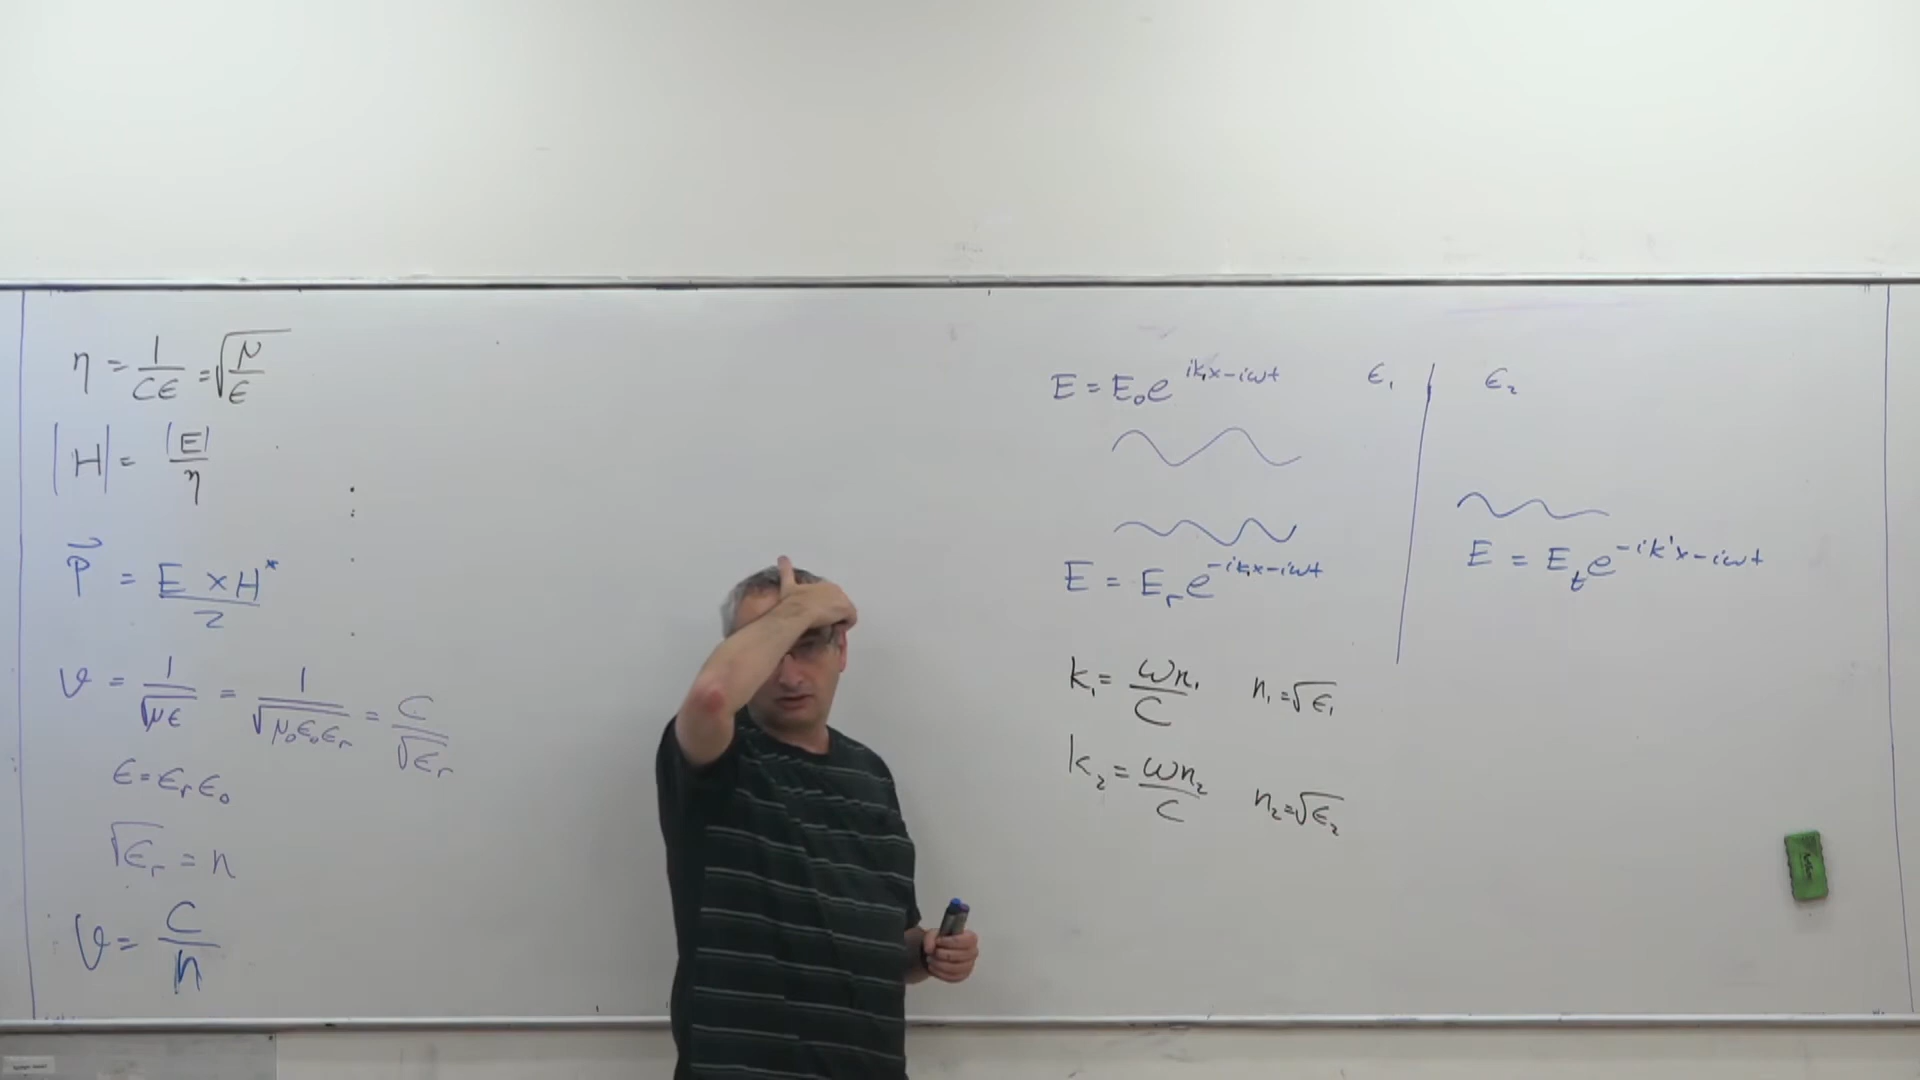 η = 1/(cϵ) = √(μ/ϵ)
|H| = |E|/η
P⃗ = E × H*/2
v = 1/√(μϵ) = 1/√(μ₀ϵ₀ϵᵣ) = C/√ϵᵣ
ϵ = ϵᵣϵ₀
√ϵᵣ = n
v = C/n
E = E₀e^(ik₁x-iωt) ϵ₁
E = Eᵣe^(-ik₁x-iωt)
k₁ = ωn₁/C n₁ = √ϵ₁
k₂ = ωn₂/C n₂ = √ϵ₂
ϵ₂
E = Eₜe^(-ik'x-iωt)